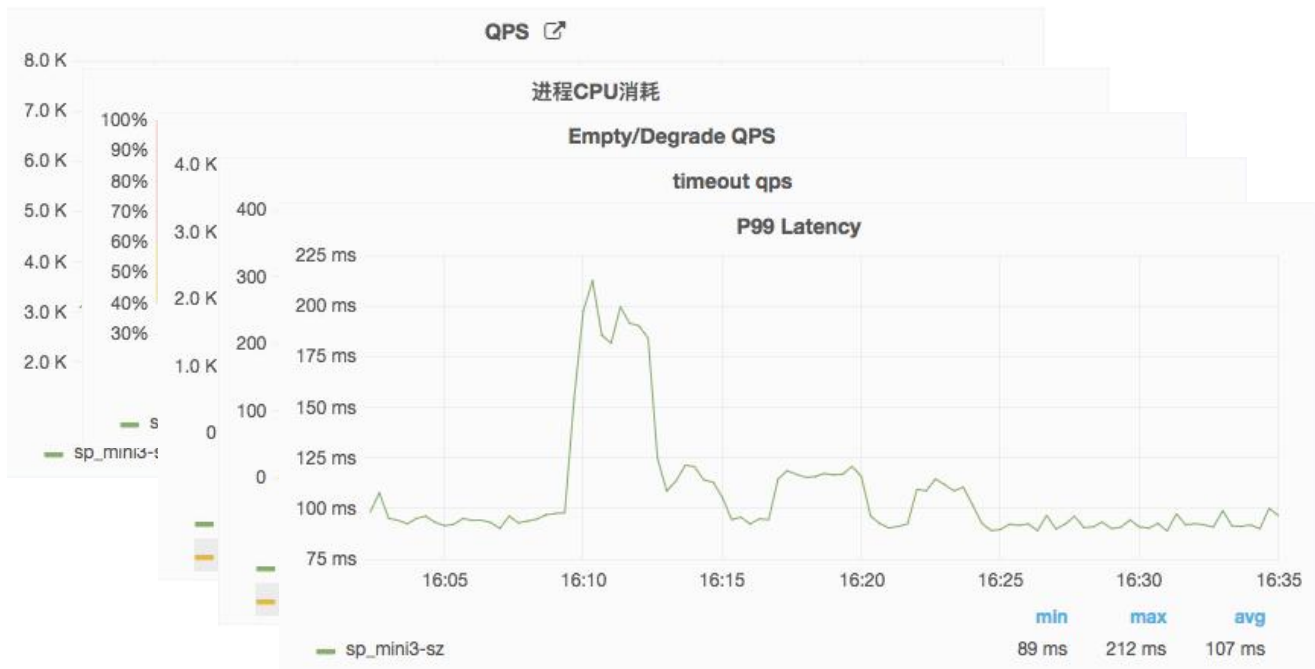 QPS
8.0 K
7.0 K
6.0 K
5.0 K
4.0 K
3.0 K
2.0 K
sp_mini3-s
进程CPU消耗
100%
90%
80%
70%
60%
50%
40%
30%
s
Empty/Degrade QPS
4.0 K
3.0 K
2.0 K
1.0 K
0
timeout qps
400
300
200
100
0
P99 Latency
225 ms
200 ms
175 ms
150 ms
125 ms
100 ms
75 ms
16:05 16:10 16:15 16:20 16:25 16:30 16:35
min max avg
sp_mini3-sz 89 ms 212 ms 107 ms